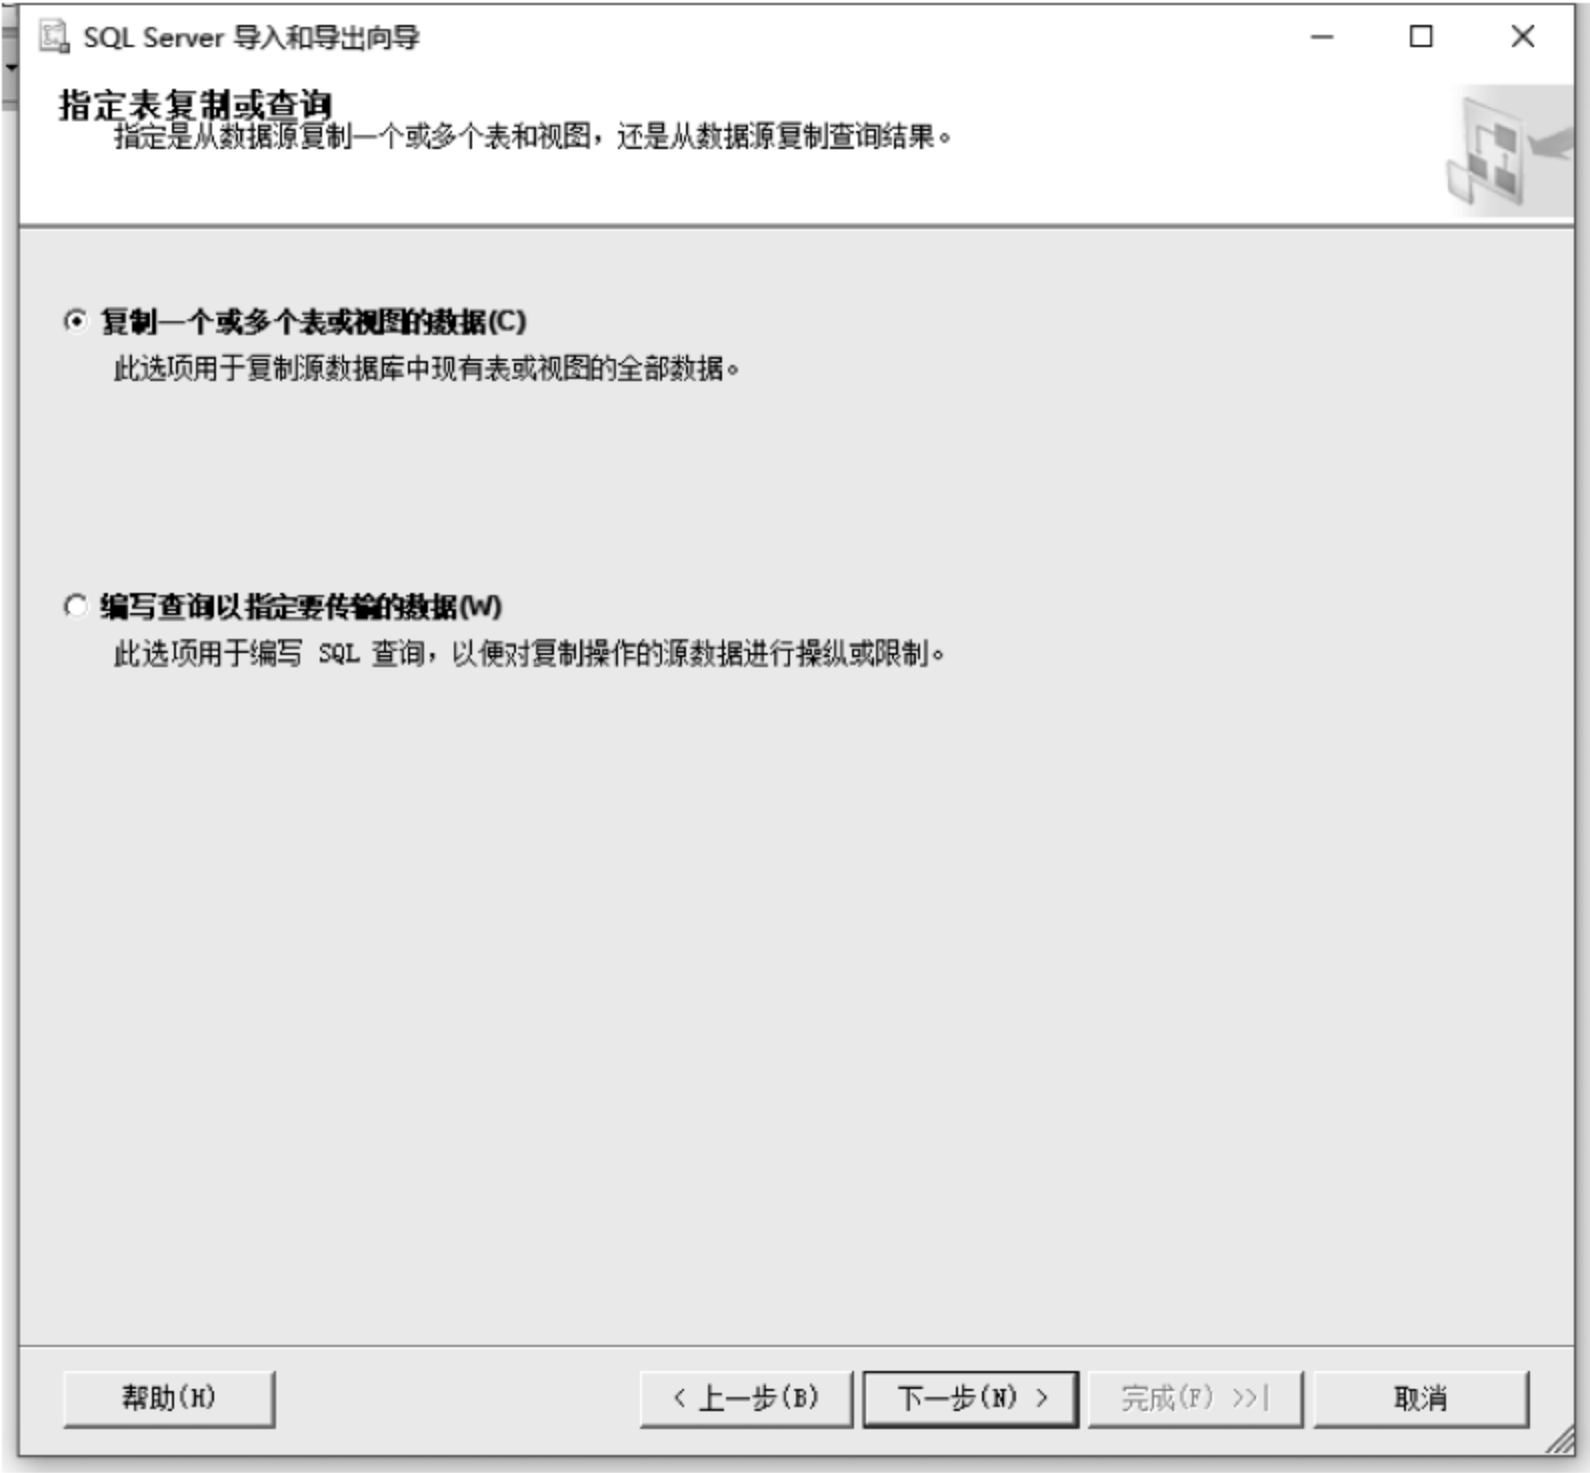 SQL Server 导入和导出向导
指定表复制或查询
指定是从数据源复制一个或多个表和视图，还是从数据源复制查询结果。
复制一个或多个表或视图的数据(C)
此选项用于复制源数据库中现有表或视图的全部数据。
编写查询以指定要传输的数据(W)
此选项用于编写 SQL 查询，以便对复制操作的源数据进行操纵或限制。
帮助(H) < 上一步(B) 下一步(N) > 完成(F) >>| 取消